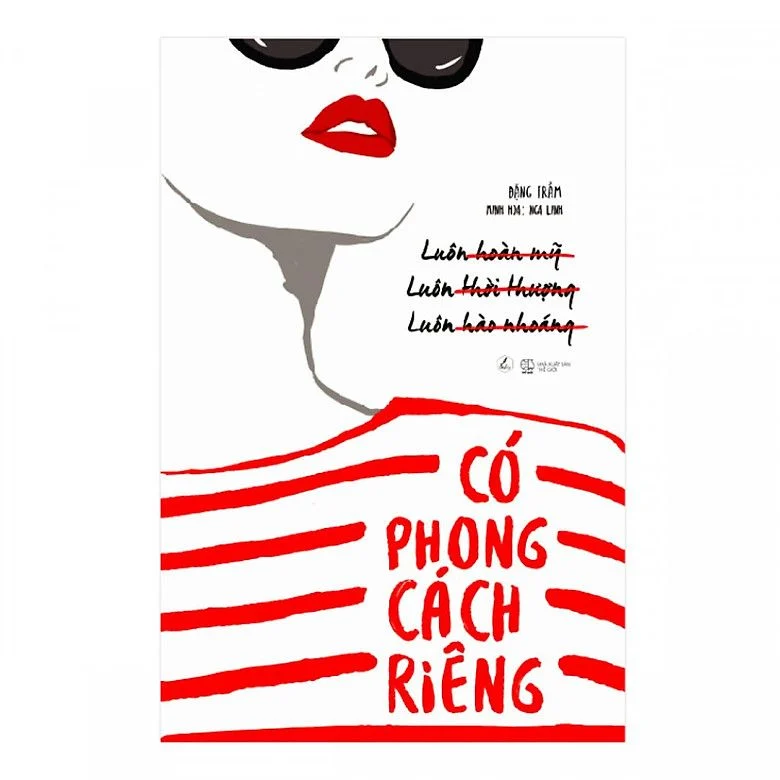 ĐẶNG TRẦM
MINH HỌA: NGA LINH
Luôn hoàn mỹ
Luôn thời thượng
Luôn hào nhoáng
NHÀ XUẤT BẢN
THẾ GIỚI
CÓ
PHONG
CÁCH
RiÊNG